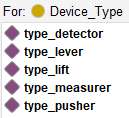 For: Device_Type
type_detector
type_lever
type_lift
type_measurer
type_pusher